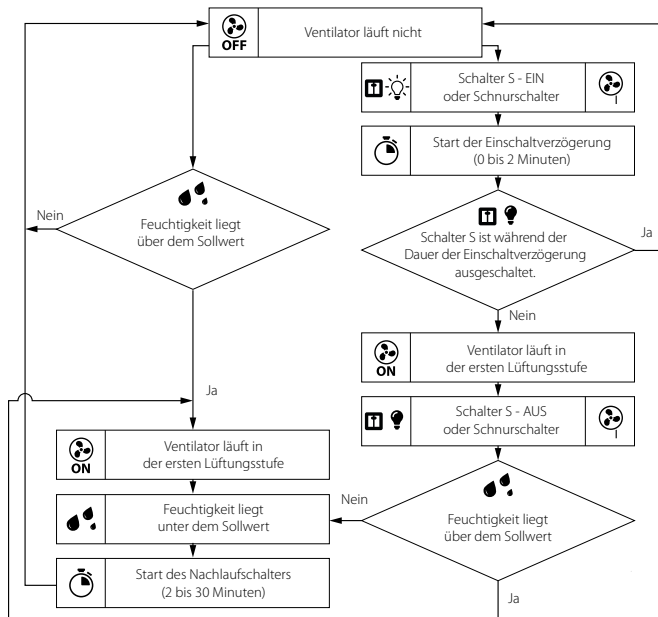 OFF
Ventilator läuft nicht
Schalter S - EIN
oder Schnurschalter
I
Start der Einschaltverzögerung
(0 bis 2 Minuten)
Nein
Feuchtigkeit liegt
über dem Sollwert
Schalter S ist während der
Dauer der Einschaltverzögerung
ausgeschaltet.
Ja
Nein
Ja
ON
Ventilator läuft in
der ersten Lüftungsstufe
Schalter S - AUS
oder Schnurschalter
I
ON
Ventilator läuft in
der ersten Lüftungsstufe
Nein
Feuchtigkeit liegt
über dem Sollwert
Feuchtigkeit liegt
unter dem Sollwert
Start des Nachlaufschalters
(2 bis 30 Minuten)
Ja